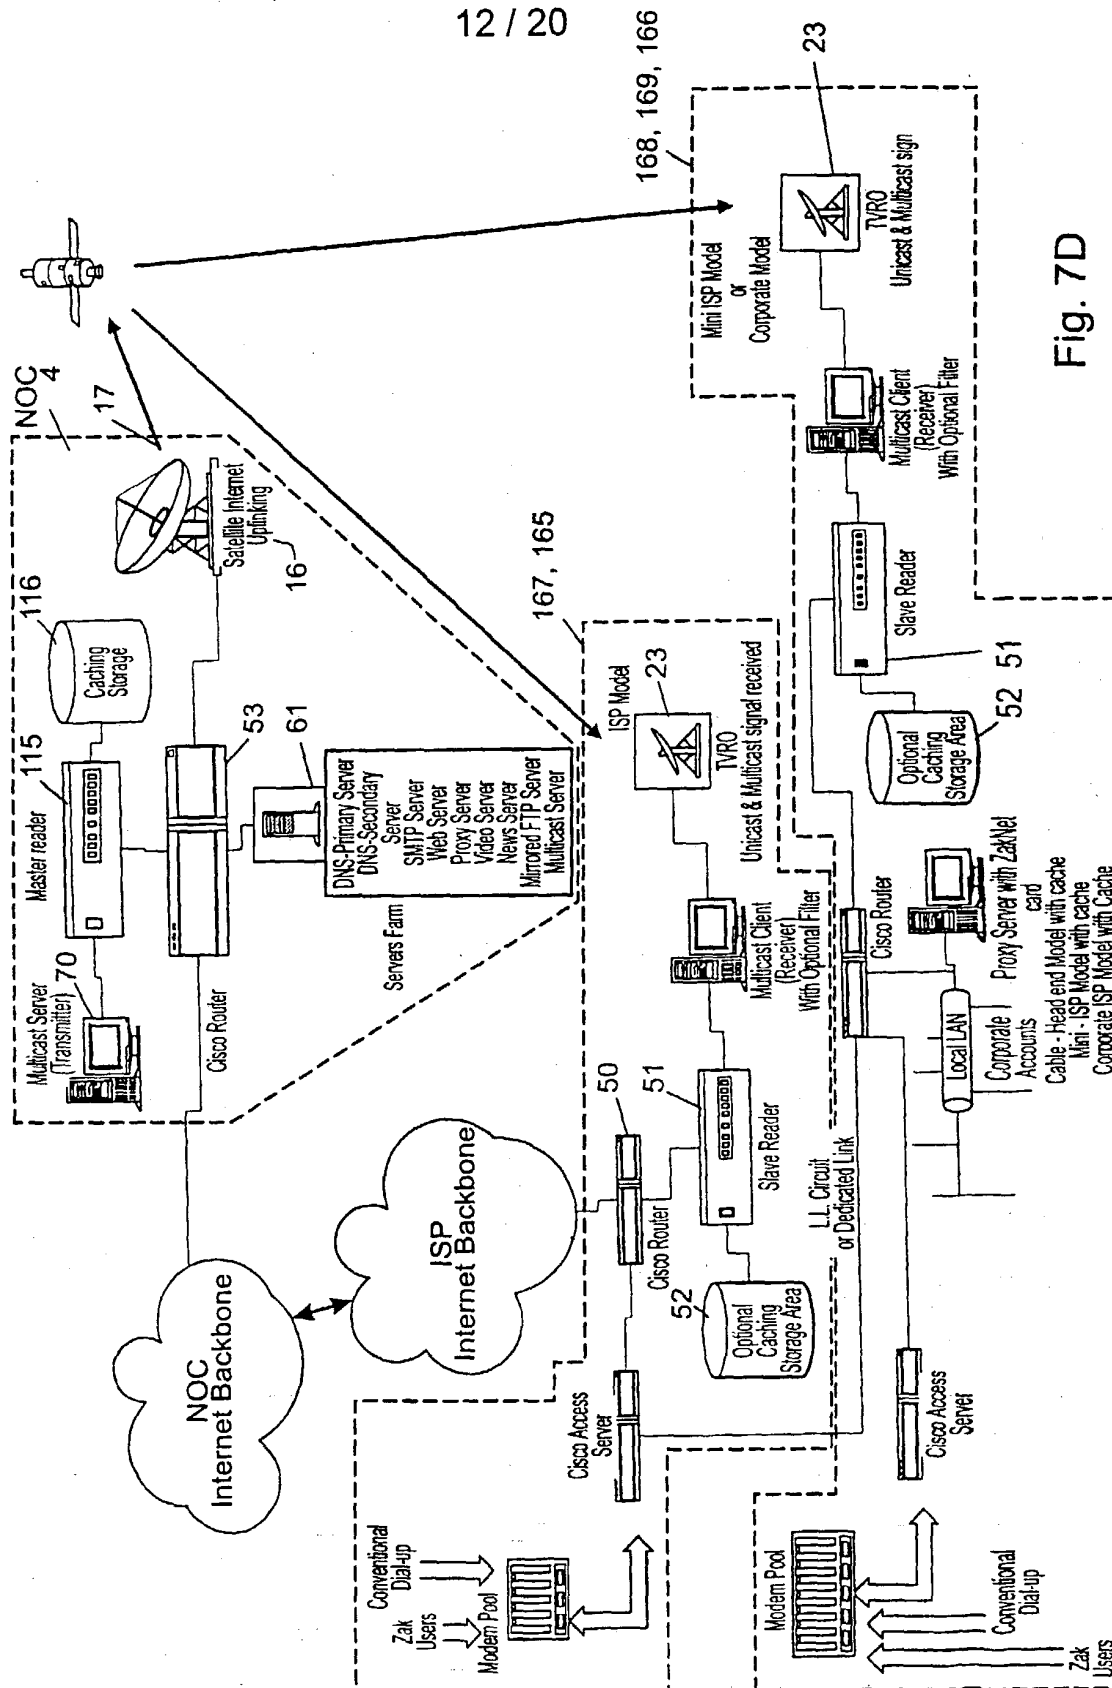 12 / 20
NOC
4
17
116
115
Master reader
Caching
Storage
Satellite Internet
Uplinking
16
53
61
70
Multicast Server
(Transmitter)
Cisco Router
DNS-Primary Server
DNS-Secondary
Server
SMTP Server
Web Server
Proxy Server
Video Server
News Server
Mirrored FTP Server
Multicast Server
Servers Farm
NOC
Internet Backbone
ISP
Internet Backbone
167, 165
ISP Model
23
TVRO
Unicast & Multicast signal received
Multicast Client
(Receiver)
With Optional Filter
50
51
Slave Reader
Cisco Router
52
Optional
Caching
Storage Area
Cisco Access
Server
Conventional
Dial-up
Zak
Users
Modem Pool
168, 169, 166
23
Mini ISP Model
or
Corporate Model
TVRO
Unicast & Multicast sign
Multicast Client
(Receiver)
With Optional Filter
Slave Reader
51
52
Optional
Caching
Storage Area
L.L. Circuit
or Dedicated Link
Cisco Router
Proxy Server with ZakNet
card
Local LAN
Corporate
Accounts
Cable - Head end Model with cache
Mini - ISP Model with cache
Corporate ISP Model with Cache
Cisco Access
Server
Modem Pool
Conventional
Dial-up
Zak
Users
Fig. 7D